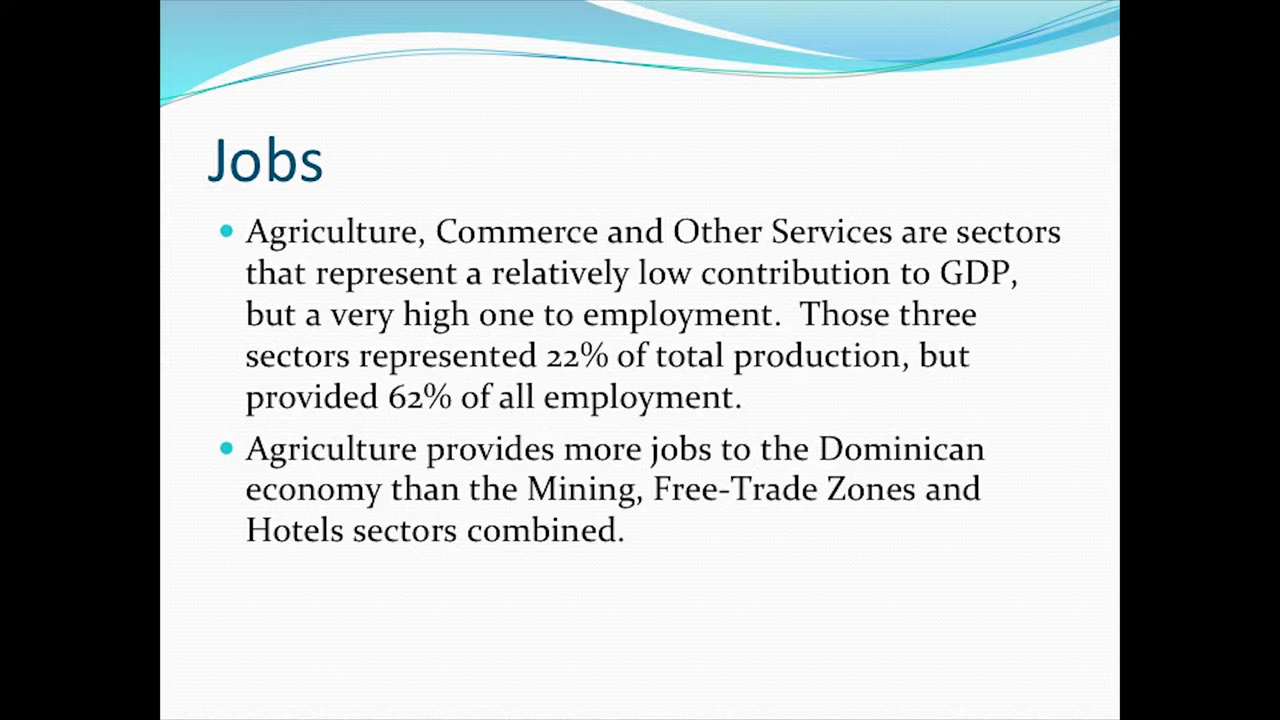 Jobs
• Agriculture, Commerce and Other Services are sectors
that represent a relatively low contribution to GDP,
but a very high one to employment.  Those three
sectors represented 22% of total production, but
provided 62% of all employment.
• Agriculture provides more jobs to the Dominican
economy than the Mining, Free-Trade Zones and
Hotels sectors combined.